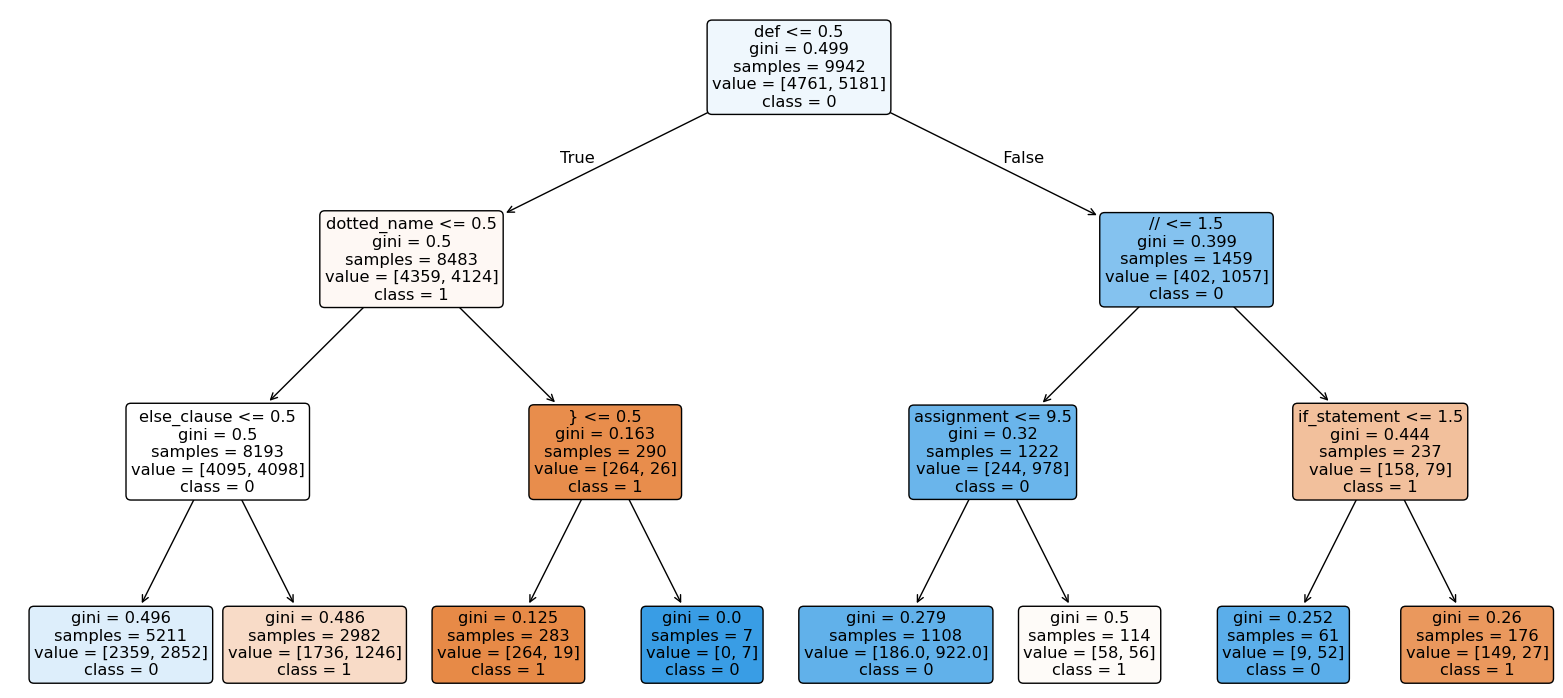 def <= 0.5
gini = 0.499
samples = 9942
value = [4761, 5181]
class = 0
True
False
dotted_name <= 0.5
gini = 0.5
samples = 8483
value = [4359, 4124]
class = 1
// <= 1.5
gini = 0.399
samples = 1459
value = [402, 1057]
class = 0
else_clause <= 0.5
gini = 0.5
samples = 8193
value = [4095, 4098]
class = 0
} <= 0.5
gini = 0.163
samples = 290
value = [264, 26]
class = 1
assignment <= 9.5
gini = 0.32
samples = 1222
value = [244, 978]
class = 0
if_statement <= 1.5
gini = 0.444
samples = 237
value = [158, 79]
class = 1
gini = 0.496
samples = 5211
value = [2359, 2852]
class = 0
gini = 0.486
samples = 2982
value = [1736, 1246]
class = 1
gini = 0.125
samples = 283
value = [264, 19]
class = 1
gini = 0.0
samples = 7
value = [0, 7]
class = 0
gini = 0.279
samples = 1108
value = [186.0, 922.0]
class = 0
gini = 0.5
samples = 114
value = [58, 56]
class = 1
gini = 0.252
samples = 61
value = [9, 52]
class = 0
gini = 0.26
samples = 176
value = [149, 27]
class = 1